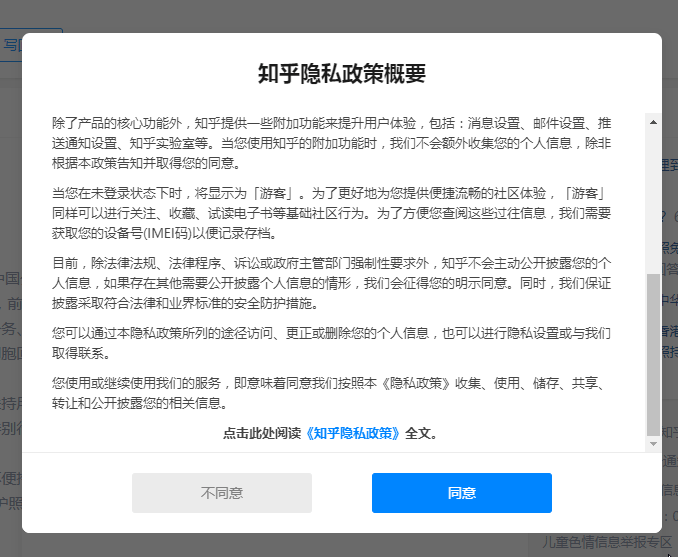 知乎隐私政策概要
除了产品的核心功能外，知乎提供一些附加功能来提升用户体验，包括：消息设置、邮件设置、推
送通知设置、知乎实验室等。当您使用知乎的附加功能时，我们不会额外收集您的个人信息，除非
根据本政策告知并取得您的同意。
当您在未登录状态下时，将显示为「游客」。为了更好地为您提供便捷流畅的社区体验，「游客」
同样可以进行关注、收藏、试读电子书等基础社区行为。为了方便您查阅这些过往信息，我们需要
获取您的设备号(IMEI码)以便记录存档。
目前，除法律法规、法律程序、诉讼或政府主管部门强制性要求外，知乎不会主动公开披露您的个
人信息，如果存在其他需要公开披露个人信息的情形，我们会征得您的明示同意。同时，我们保证
披露采取符合法律和业界标准的安全防护措施。
您可以通过本隐私政策所列的途径访问、更正或删除您的个人信息，也可以进行隐私设置或与我们
取得联系。
您使用或继续使用我们的服务，即意味着同意我们按照本《隐私政策》收集、使用、储存、共享、
转让和公开披露您的相关信息。
点击此处阅读《知乎隐私政策》全文。
不同意
同意
儿童色情信息举报专区